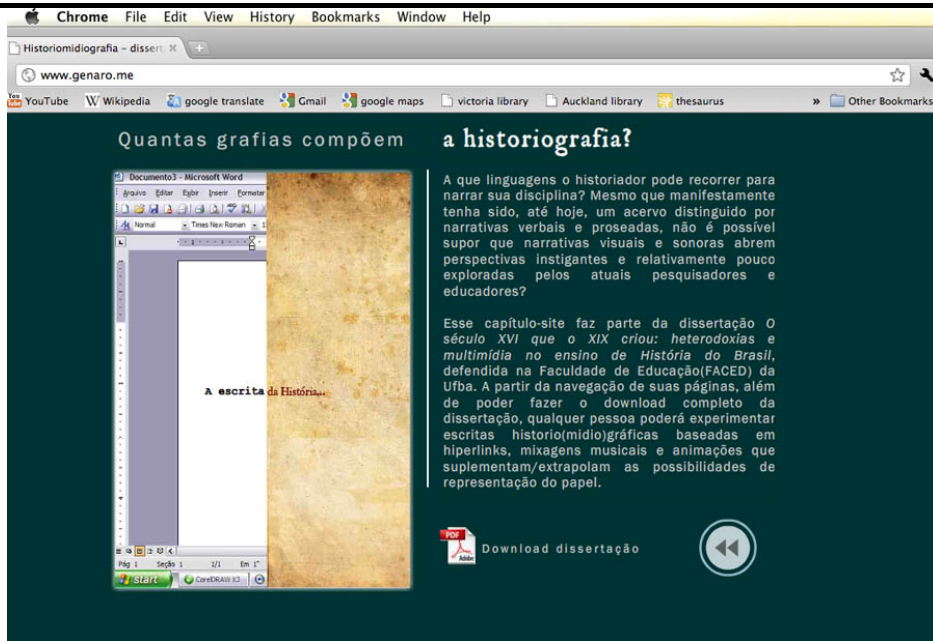 Chrome File Edit View History Bookmarks Window Help
Historiomidiografia – dissert
www.genaro.me
YouTube Wikipedia google translate Gmail google maps victoria library Auckland library thesaurus » Other Bookmarks
Quantas grafias compõem
a historiografia?
Documento3 - Microsoft Word
Arquivo Editar Exibir Inserir Formatar
Normal Times New Roman
A escrita da História...
Pág 1 Seção 1 1/1 Em 1"
start CorelDRAW X3
A que linguagens o historiador pode recorrer para
narrar sua disciplina? Mesmo que manifestamente
tenha sido, até hoje, um acervo distinguido por
narrativas verbais e proseadas, não é possível
supor que narrativas visuais e sonoras abrem
perspectivas instigantes e relativamente pouco
exploradas pelos atuais pesquisadores e
educadores?
Esse capítulo-site faz parte da dissertação O
século XVI que o XIX criou: heterodoxias e
multimídia no ensino de História do Brasil,
defendida na Faculdade de Educação(FACED) da
Ufba. A partir da navegação de suas páginas, além
de poder fazer o download completo da
dissertação, qualquer pessoa poderá experimentar
escritas historio(midio)gráficas baseadas em
hiperlinks, mixagens musicais e animações que
suplementam/extrapolam as possibilidades de
representação do papel.
PDF
Adobe
Download dissertação